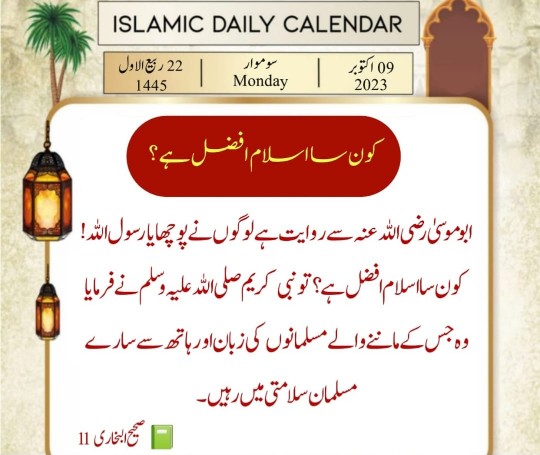 ISLAMIC DAILY CALENDAR
09 اکتوبر | سوموار | 22 ربیع الاول
2023 | Monday | 1445
کون سا اسلام افضل ہے؟
ابو موسیٰ رضی اللہ عنہ سے روایت ہے لوگوں نے پوچھا یا رسول اللہ!
کون سا اسلام افضل ہے؟ تو نبی کریم صلی اللہ علیہ وسلم نے فرمایا
وہ جس کے ماننے والے مسلمانوں کی زبان اور ہاتھ سے سارے
مسلمان سلامتی میں رہیں۔
صحیح البخاری 11